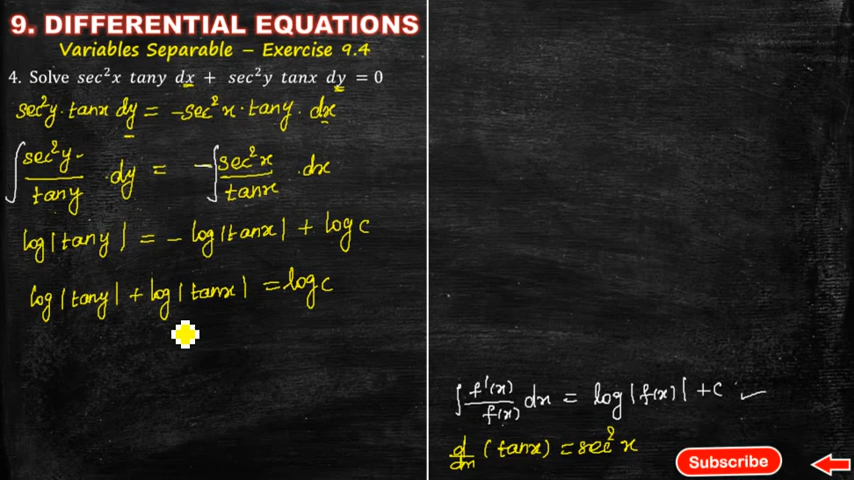 9. DIFFERENTIAL EQUATIONS
Variables Separable – Exercise 9.4
4. Solve sec²x tany dx + sec²y tanx dy = 0
sec²y · tanx dy = -sec²x · tany · dx
∫ sec²y / tany · dy = -∫ sec²x / tanx · dx
log|tany| = - log|tanx| + logc
log|tany| + log|tanx| = logc
∫ f'(x) / f(x) dx = log|f(x)| + c ✓
d/dx (tanx) = sec²x
Subscribe